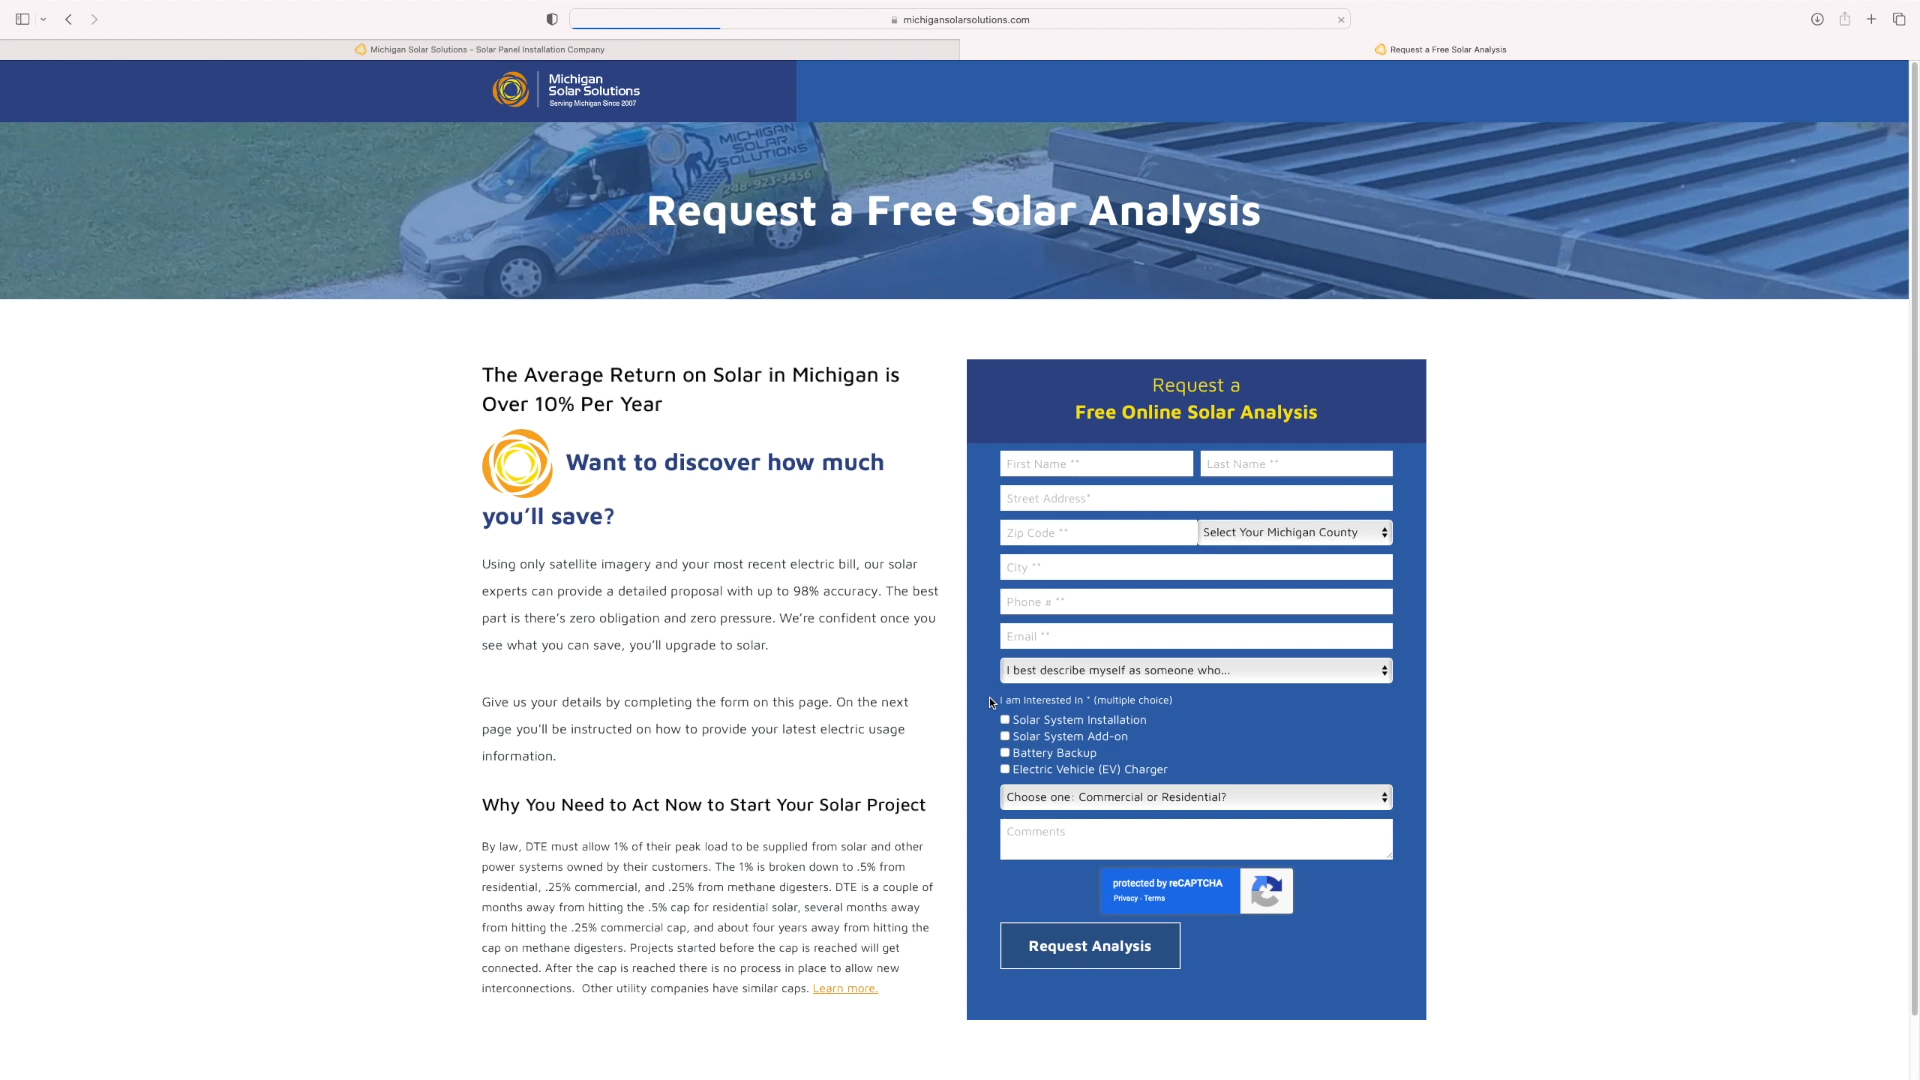 michigansolarsolutions.com
Michigan Solar Solutions - Solar Panel Installation Company
Request a Free Solar Analysis
Michigan
Solar Solutions
Serving Michigan Since 2007
MICHIGAN
SOLAR
SOLUTIONS
248-923-3456
Request a Free Solar Analysis
The Average Return on Solar in Michigan is
Over 10% Per Year
Want to discover how much
you'll save?
Using only satellite imagery and your most recent electric bill, our solar
experts can provide a detailed proposal with up to 98% accuracy. The best
part is there's zero obligation and zero pressure. We're confident once you
see what you can save, you'll upgrade to solar.
Give us your details by completing the form on this page. On the next
page you'll be instructed on how to provide your latest electric usage
information.
Why You Need to Act Now to Start Your Solar Project
By law, DTE must allow 1% of their peak load to be supplied from solar and other
power systems owned by their customers. The 1% is broken down to .5% from
residential, .25% commercial, and .25% from methane digesters. DTE is a couple of
months away from hitting the .5% cap for residential solar, several months away
from hitting the .25% commercial cap, and about four years away from hitting the
cap on methane digesters. Projects started before the cap is reached will get
connected. After the cap is reached there is no process in place to allow new
interconnections. Other utility companies have similar caps. Learn more.
Request a
Free Online Solar Analysis
First Name ** Last Name **
Street Address*
Zip Code ** Select Your Michigan County
City **
Phone # **
Email **
I best describe myself as someone who...
I am Interested In * (multiple choice)
Solar System Installation
Solar System Add-on
Battery Backup
Electric Vehicle (EV) Charger
Choose one: Commercial or Residential?
Comments
protected by reCAPTCHA
Privacy - Terms
Request Analysis